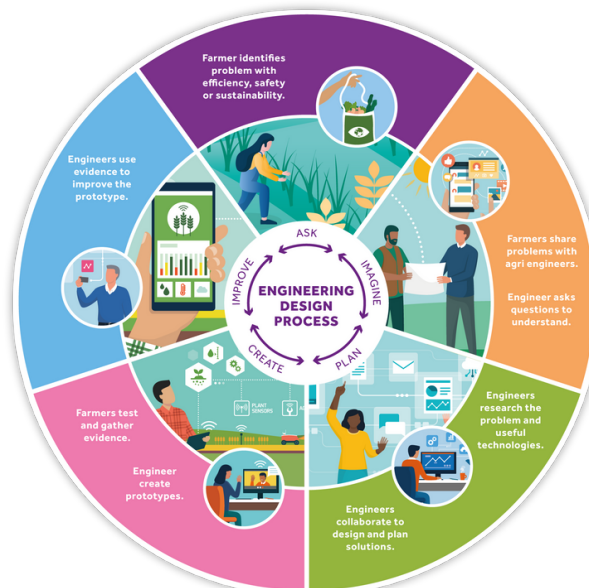 Farmer identifies
problem with
efficiency, safety
or sustainability.
Farmers share
problems with
agri engineers.
Engineer asks
questions to
understand.
Engineers
research the
problem and
useful
technologies.
Engineers
collaborate to
design and plan
solutions.
Farmers test
and gather
evidence.
Engineer
create
prototypes.
Engineers use
evidence to
improve the
prototype.
ASK
IMAGINE
PLAN
CREATE
IMPROVE
ENGINEERING
DESIGN
PROCESS
PLANT
SENSORS